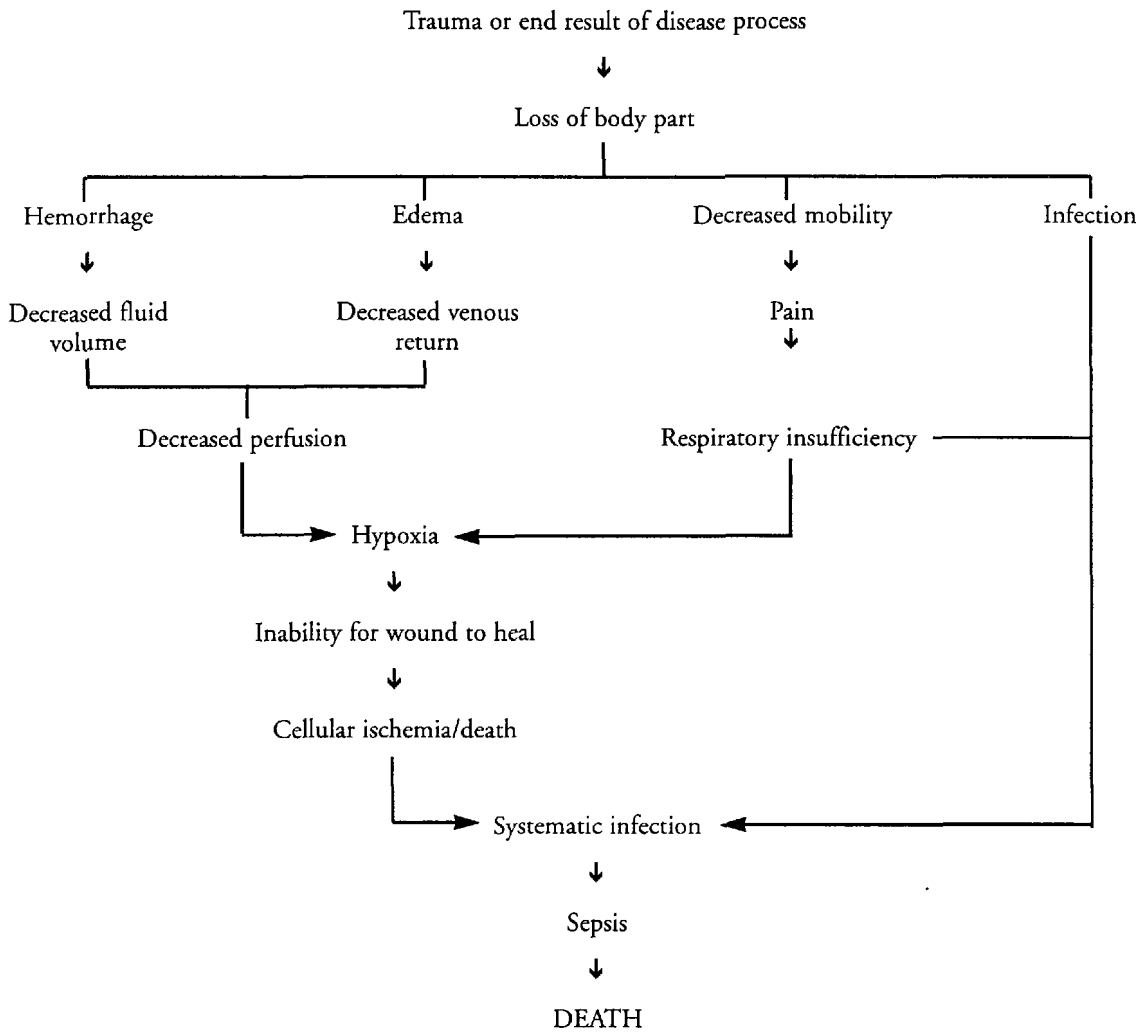 Trauma or end result of disease process
Loss of body part
Hemorrhage
Edema
Decreased mobility
Infection
Decreased fluid
volume
Decreased venous
return
Pain
Decreased perfusion
Respiratory insufficiency
Hypoxia
Inability for wound to heal
Cellular ischemia/death
Systematic infection
Sepsis
DEATH